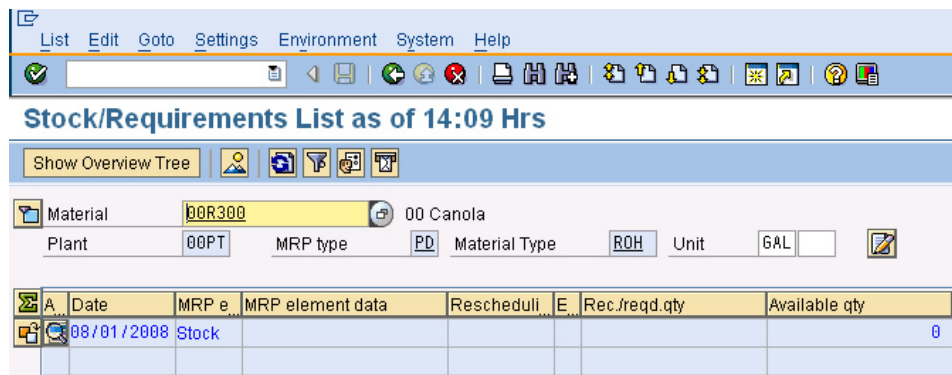 List Edit Goto Settings Environment System Help
Stock/Requirements List as of 14:09 Hrs
Show Overview Tree
Material 00R300 00 Canola
Plant 00PT MRP type PD Material Type ROH Unit GAL
A... Date MRP e... MRP element data Rescheduli... E... Rec./reqd.qty Available qty
08/01/2008 Stock 0